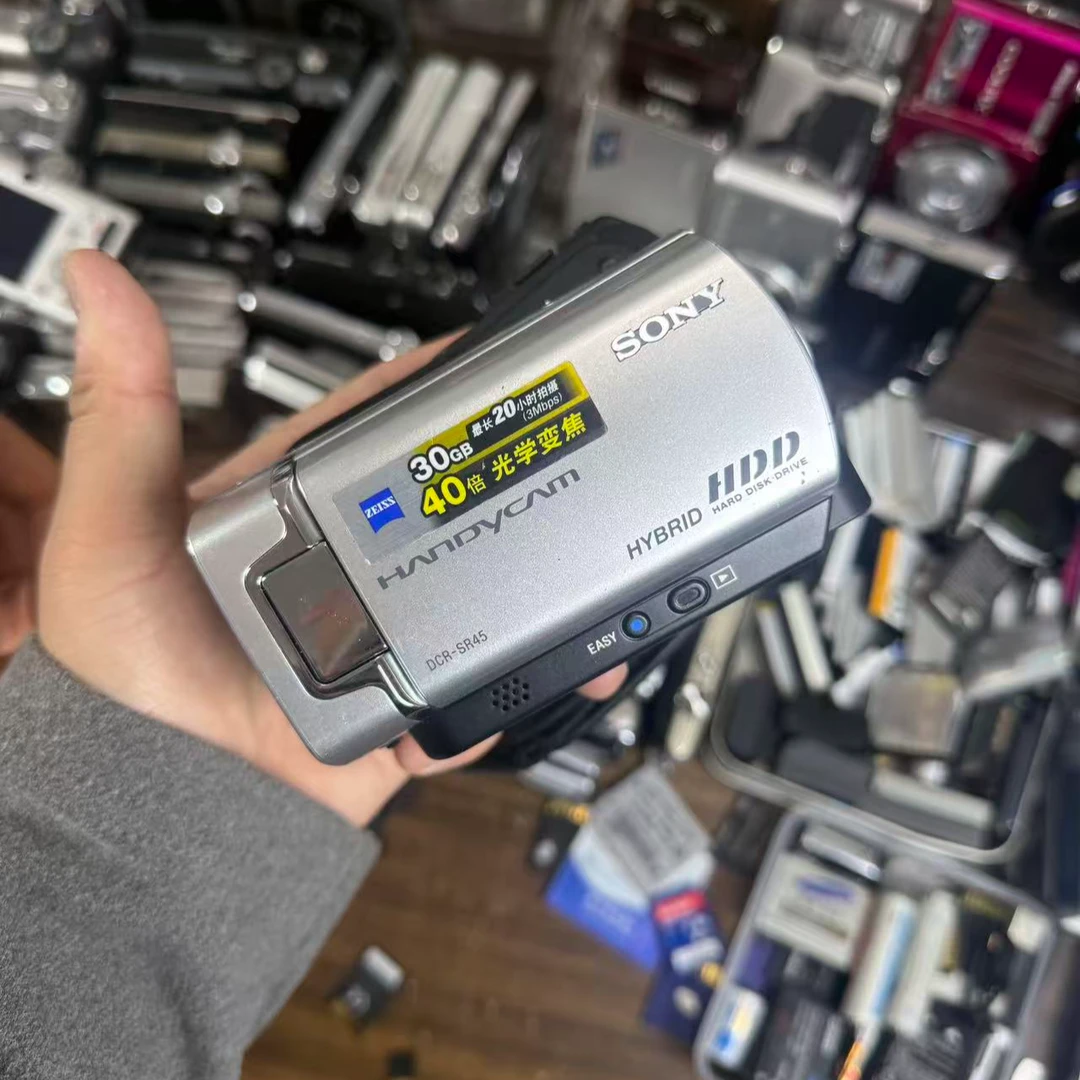 SONY
30GB 最长20小时拍摄
(3Mbps)
40倍 光学变焦
ZEISS
HANDYCAM
HDD
HARD DISK DRIVE
HYBRID
DCR-SR45
EASY